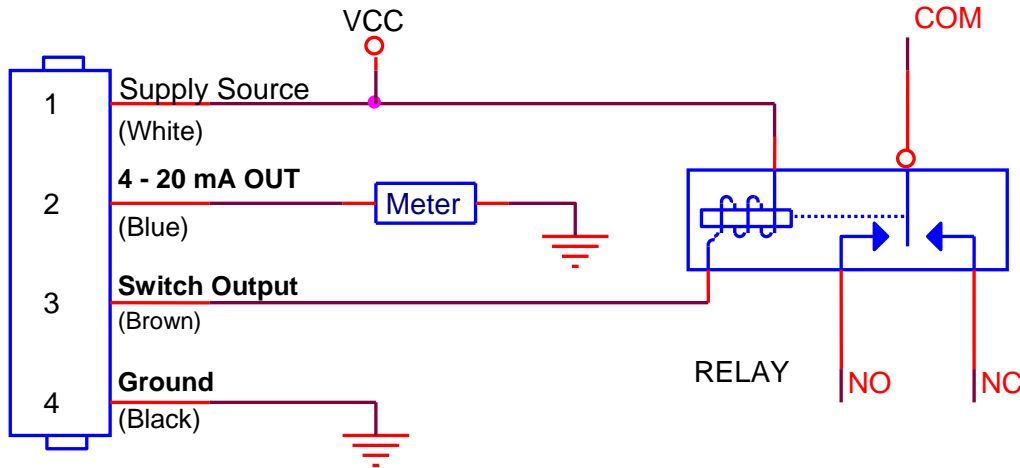 VCC
COM
1
Supply Source
(White)
4 - 20 mA OUT
2
Meter
(Blue)
Switch Output
3
(Brown)
RELAY
NO
NC
Ground
4
(Black)